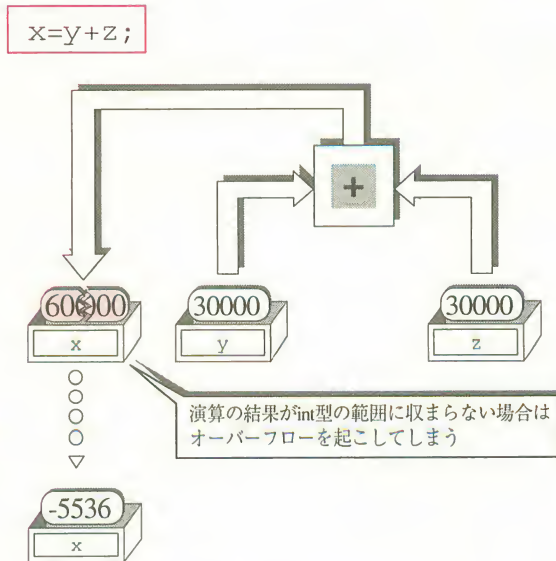 x=y+z;
+
60000
30000
30000
x
y
z
演算の結果がint型の範囲に収まらない場合は
オーバーフローを起こしてしまう
-5536
x